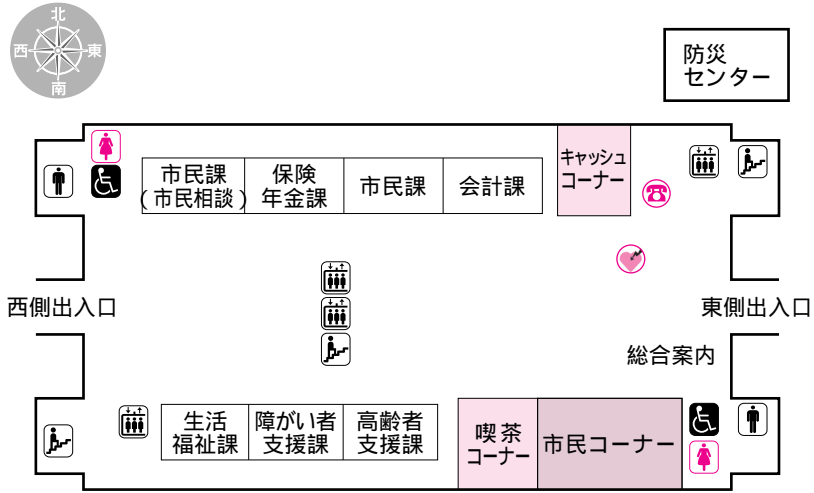 北
西
東
南
防災
センター
市民課
(市民相談)
保険
年金課
市民課
会計課
キャッシュ
コーナー
西側出入口
東側出入口
総合案内
生活
福祉課
障がい者
支援課
高齢者
支援課
喫茶
コーナー
市民コーナー